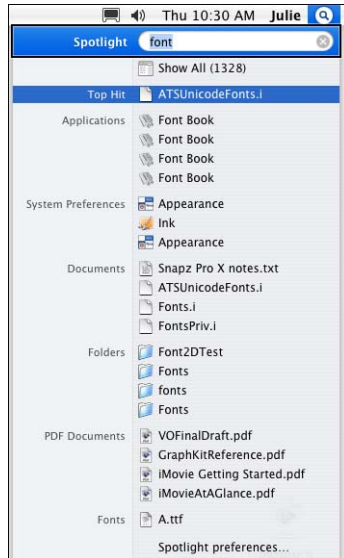 Thu 10:30 AM Julie
Spotlight font
Show All (1328)
Top Hit ATSUnicodeFonts.i
Applications Font Book
Font Book
Font Book
Font Book
System Preferences Appearance
Ink
Appearance
Documents Snapz Pro X notes.txt
ATSUnicodeFonts.i
Fonts.i
FontsPriv.i
Folders Font2DTest
Fonts
fonts
Fonts
PDF Documents VOFinalDraft.pdf
GraphKitReference.pdf
iMovie Getting Started.pdf
iMovieAtAGlance.pdf
Fonts A.ttf
Spotlight preferences...